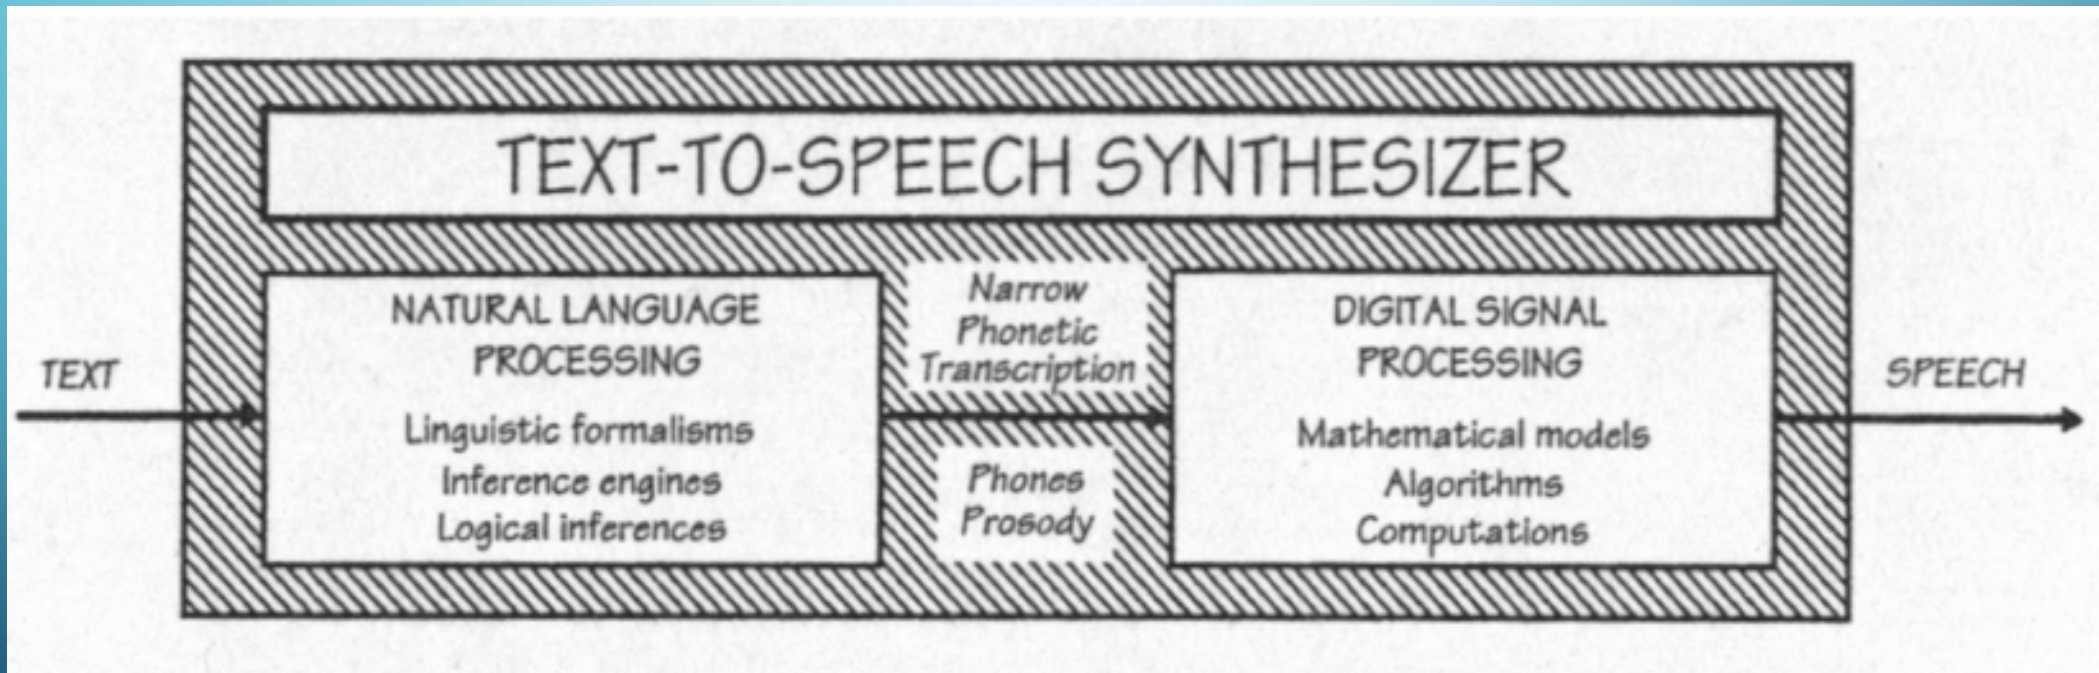 TEXT-TO-SPEECH SYNTHESIZER
TEXT
NATURAL LANGUAGE
PROCESSING
Linguistic formalisms
Inference engines
Logical inferences
Narrow
Phonetic
Transcription
Phones
Prosody
DIGITAL SIGNAL
PROCESSING
Mathematical models
Algorithms
Computations
SPEECH